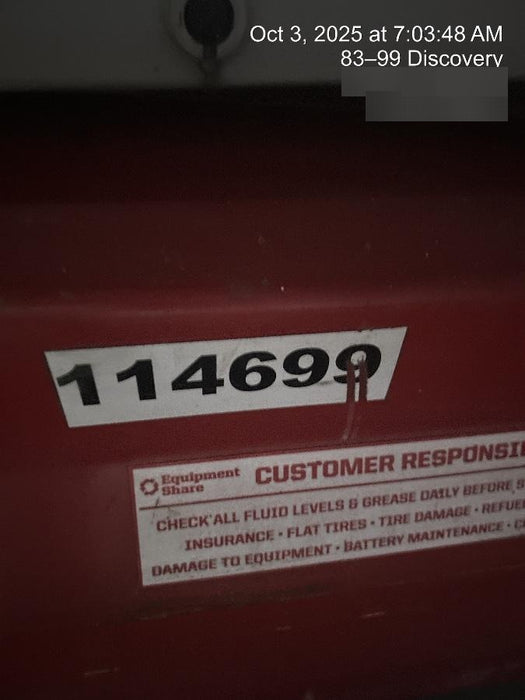 Oct 3, 2025 at 7:03:48 AM
83–99 Discovery
114699
Equipment
Share
CUSTOMER
CHECK ALL FLUID LEVELS & GREASE DAILY BEFORE
INSURANCE • FLAT TIRES • TIRE DAMAGE •
DAMAGE TO EQUIPMENT • BATTERY MAINTENANCE •